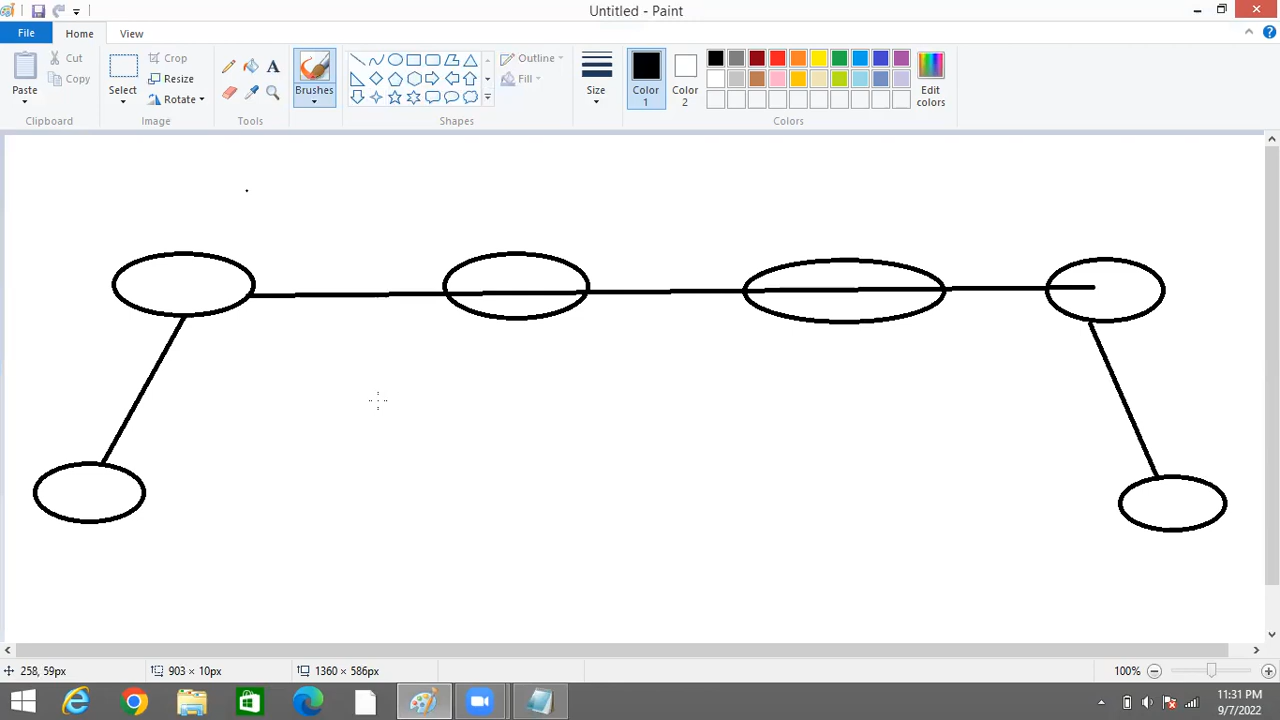 Untitled - Paint
File Home View
Paste
Cut
Copy
Clipboard
Select
Crop
Resize
Rotate
Image
A
Tools
Brushes
Shapes
Outline
Fill
Size
Color 1
Color 2
Edit colors
Colors
258, 59px 903 × 10px 1360 × 586px 100%
11:31 PM
9/7/2022